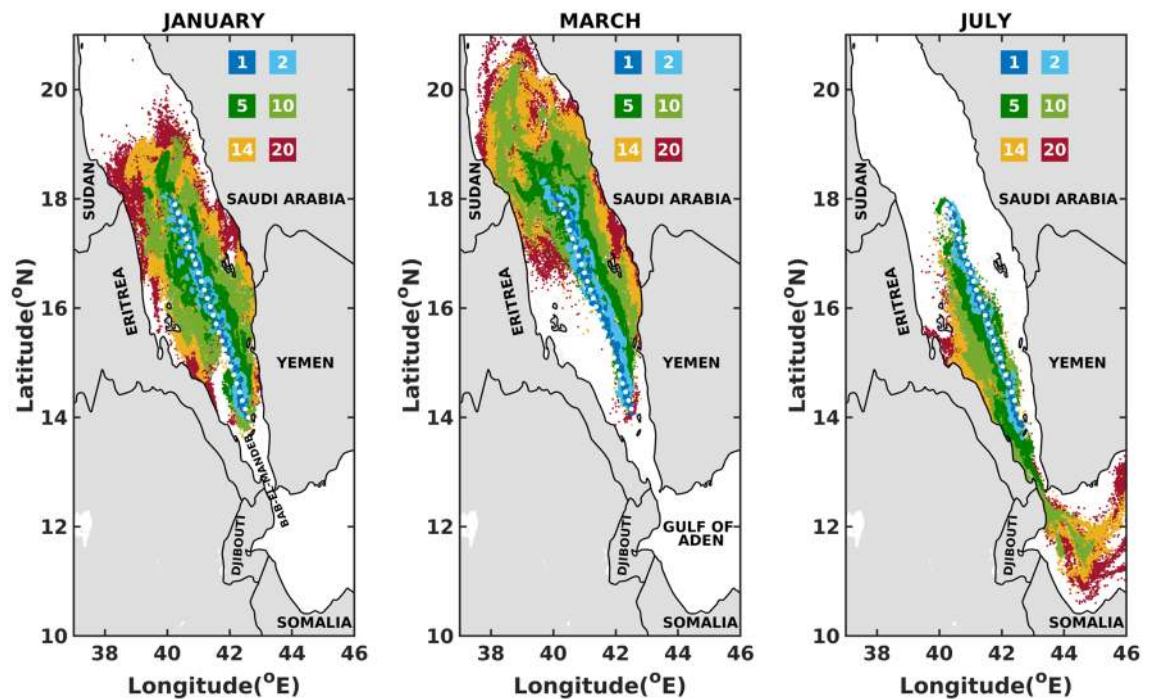 JANUARY
20
18
16
14
12
10
Latitude(°N)
1 2
5 10
14 20
SUDAN
SAUDI ARABIA
ERITREA
YEMEN
BAB-EL-MANDEB
DJIBOUTI
SOMALIA
38 40 42 44 46
Longitude(°E)
MARCH
20
18
16
14
12
10
Latitude(°N)
1 2
5 10
14 20
SUDAN
SAUDI ARABIA
ERITREA
YEMEN
GULF OF
ADEN
DJIBOUTI
SOMALIA
38 40 42 44 46
Longitude(°E)
JULY
20
18
16
14
12
10
Latitude(°N)
1 2
5 10
14 20
SUDAN
SAUDI ARABIA
ERITREA
YEMEN
DJIBOUTI
SOMALIA
38 40 42 44 46
Longitude(°E)